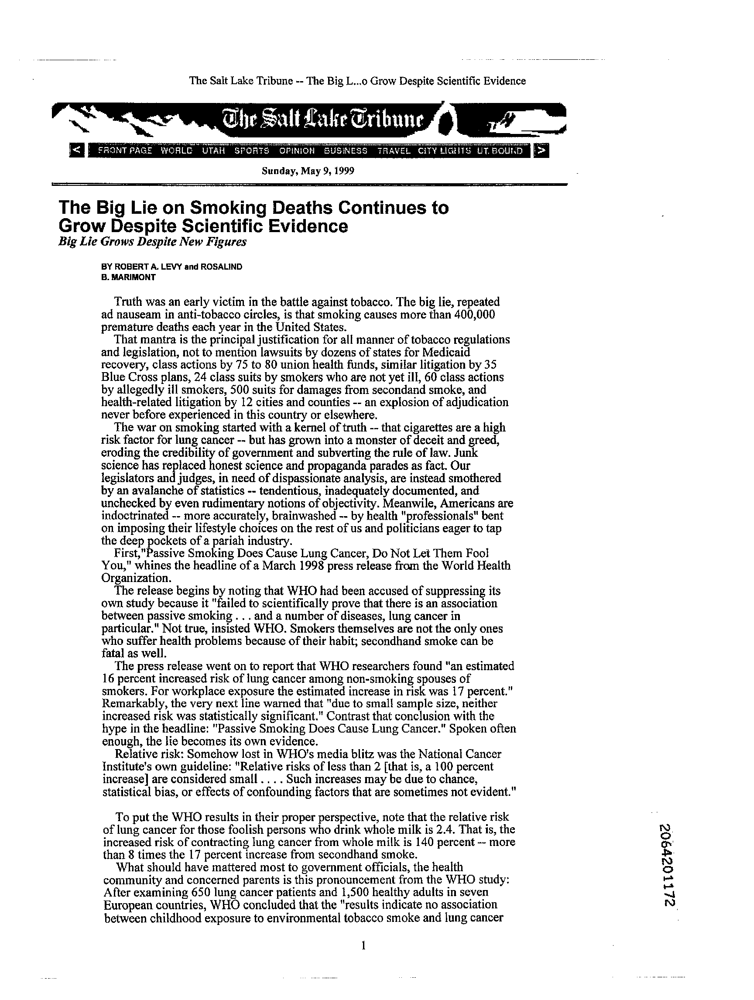 The Salt Lake Tribune -- The Big L...o Grow Despite Scientific Evidence
The Salt Lake Tribune
< FRONT PAGE WORLD UTAH SPORTS OPINION BUSINESS TRAVEL CITY LIGHTS UT. BOUND >
Sunday, May 9, 1999
The Big Lie on Smoking Deaths Continues to
Grow Despite Scientific Evidence
Big Lie Grows Despite New Figures
BY ROBERT A. LEVY and ROSALIND
B. MARIMONT
Truth was an early victim in the battle against tobacco. The big lie, repeated
ad nauseam in anti-tobacco circles, is that smoking causes more than 400,000
premature deaths each year in the United States.
That mantra is the principal justification for all manner of tobacco regulations
and legislation, not to mention lawsuits by dozens of states for Medicaid
recovery, class actions by 75 to 80 union health funds, similar litigation by 35
Blue Cross plans, 24 class suits by smokers who are not yet ill, 60 class actions
by allegedly ill smokers, 500 suits for damages from secondand smoke, and
health-related litigation by 12 cities and counties -- an explosion of adjudication
never before experienced in this country or elsewhere.
The war on smoking started with a kernel of truth -- that cigarettes are a high
risk factor for lung cancer -- but has grown into a monster of deceit and greed,
eroding the credibility of government and subverting the rule of law. Junk
science has replaced honest science and propaganda parades as fact. Our
legislators and judges, in need of dispassionate analysis, are instead smothered
by an avalanche of statistics -- tendentious, inadequately documented, and
unchecked by even rudimentary notions of objectivity. Meanwile, Americans are
indoctrinated -- more accurately, brainwashed -- by health "professionals" bent
on imposing their lifestyle choices on the rest of us and politicians eager to tap
the deep pockets of a pariah industry.
First,"Passive Smoking Does Cause Lung Cancer, Do Not Let Them Fool
You," whines the headline of a March 1998 press release from the World Health
Organization.
The release begins by noting that WHO had been accused of suppressing its
own study because it "failed to scientifically prove that there is an association
between passive smoking . . . and a number of diseases, lung cancer in
particular." Not true, insisted WHO. Smokers themselves are not the only ones
who suffer health problems because of their habit; secondhand smoke can be
fatal as well.
The press release went on to report that WHO researchers found "an estimated
16 percent increased risk of lung cancer among non-smoking spouses of
smokers. For workplace exposure the estimated increase in risk was 17 percent."
Remarkably, the very next line warned that "due to small sample size, neither
increased risk was statistically significant." Contrast that conclusion with the
hype in the headline: "Passive Smoking Does Cause Lung Cancer." Spoken often
enough, the lie becomes its own evidence.
Relative risk: Somehow lost in WHO's media blitz was the National Cancer
Institute's own guideline: "Relative risks of less than 2 [that is, a 100 percent
increase] are considered small . . . . Such increases may be due to chance,
statistical bias, or effects of confounding factors that are sometimes not evident."
To put the WHO results in their proper perspective, note that the relative risk
of lung cancer for those foolish persons who drink whole milk is 2.4. That is, the
increased risk of contracting lung cancer from whole milk is 140 percent -- more
than 8 times the 17 percent increase from secondhand smoke.
What should have mattered most to government officials, the health
community and concerned parents is this pronouncement from the WHO study:
After examining 650 lung cancer patients and 1,500 healthy adults in seven
European countries, WHO concluded that the "results indicate no association
between childhood exposure to environmental tobacco smoke and lung cancer
1
2064201172